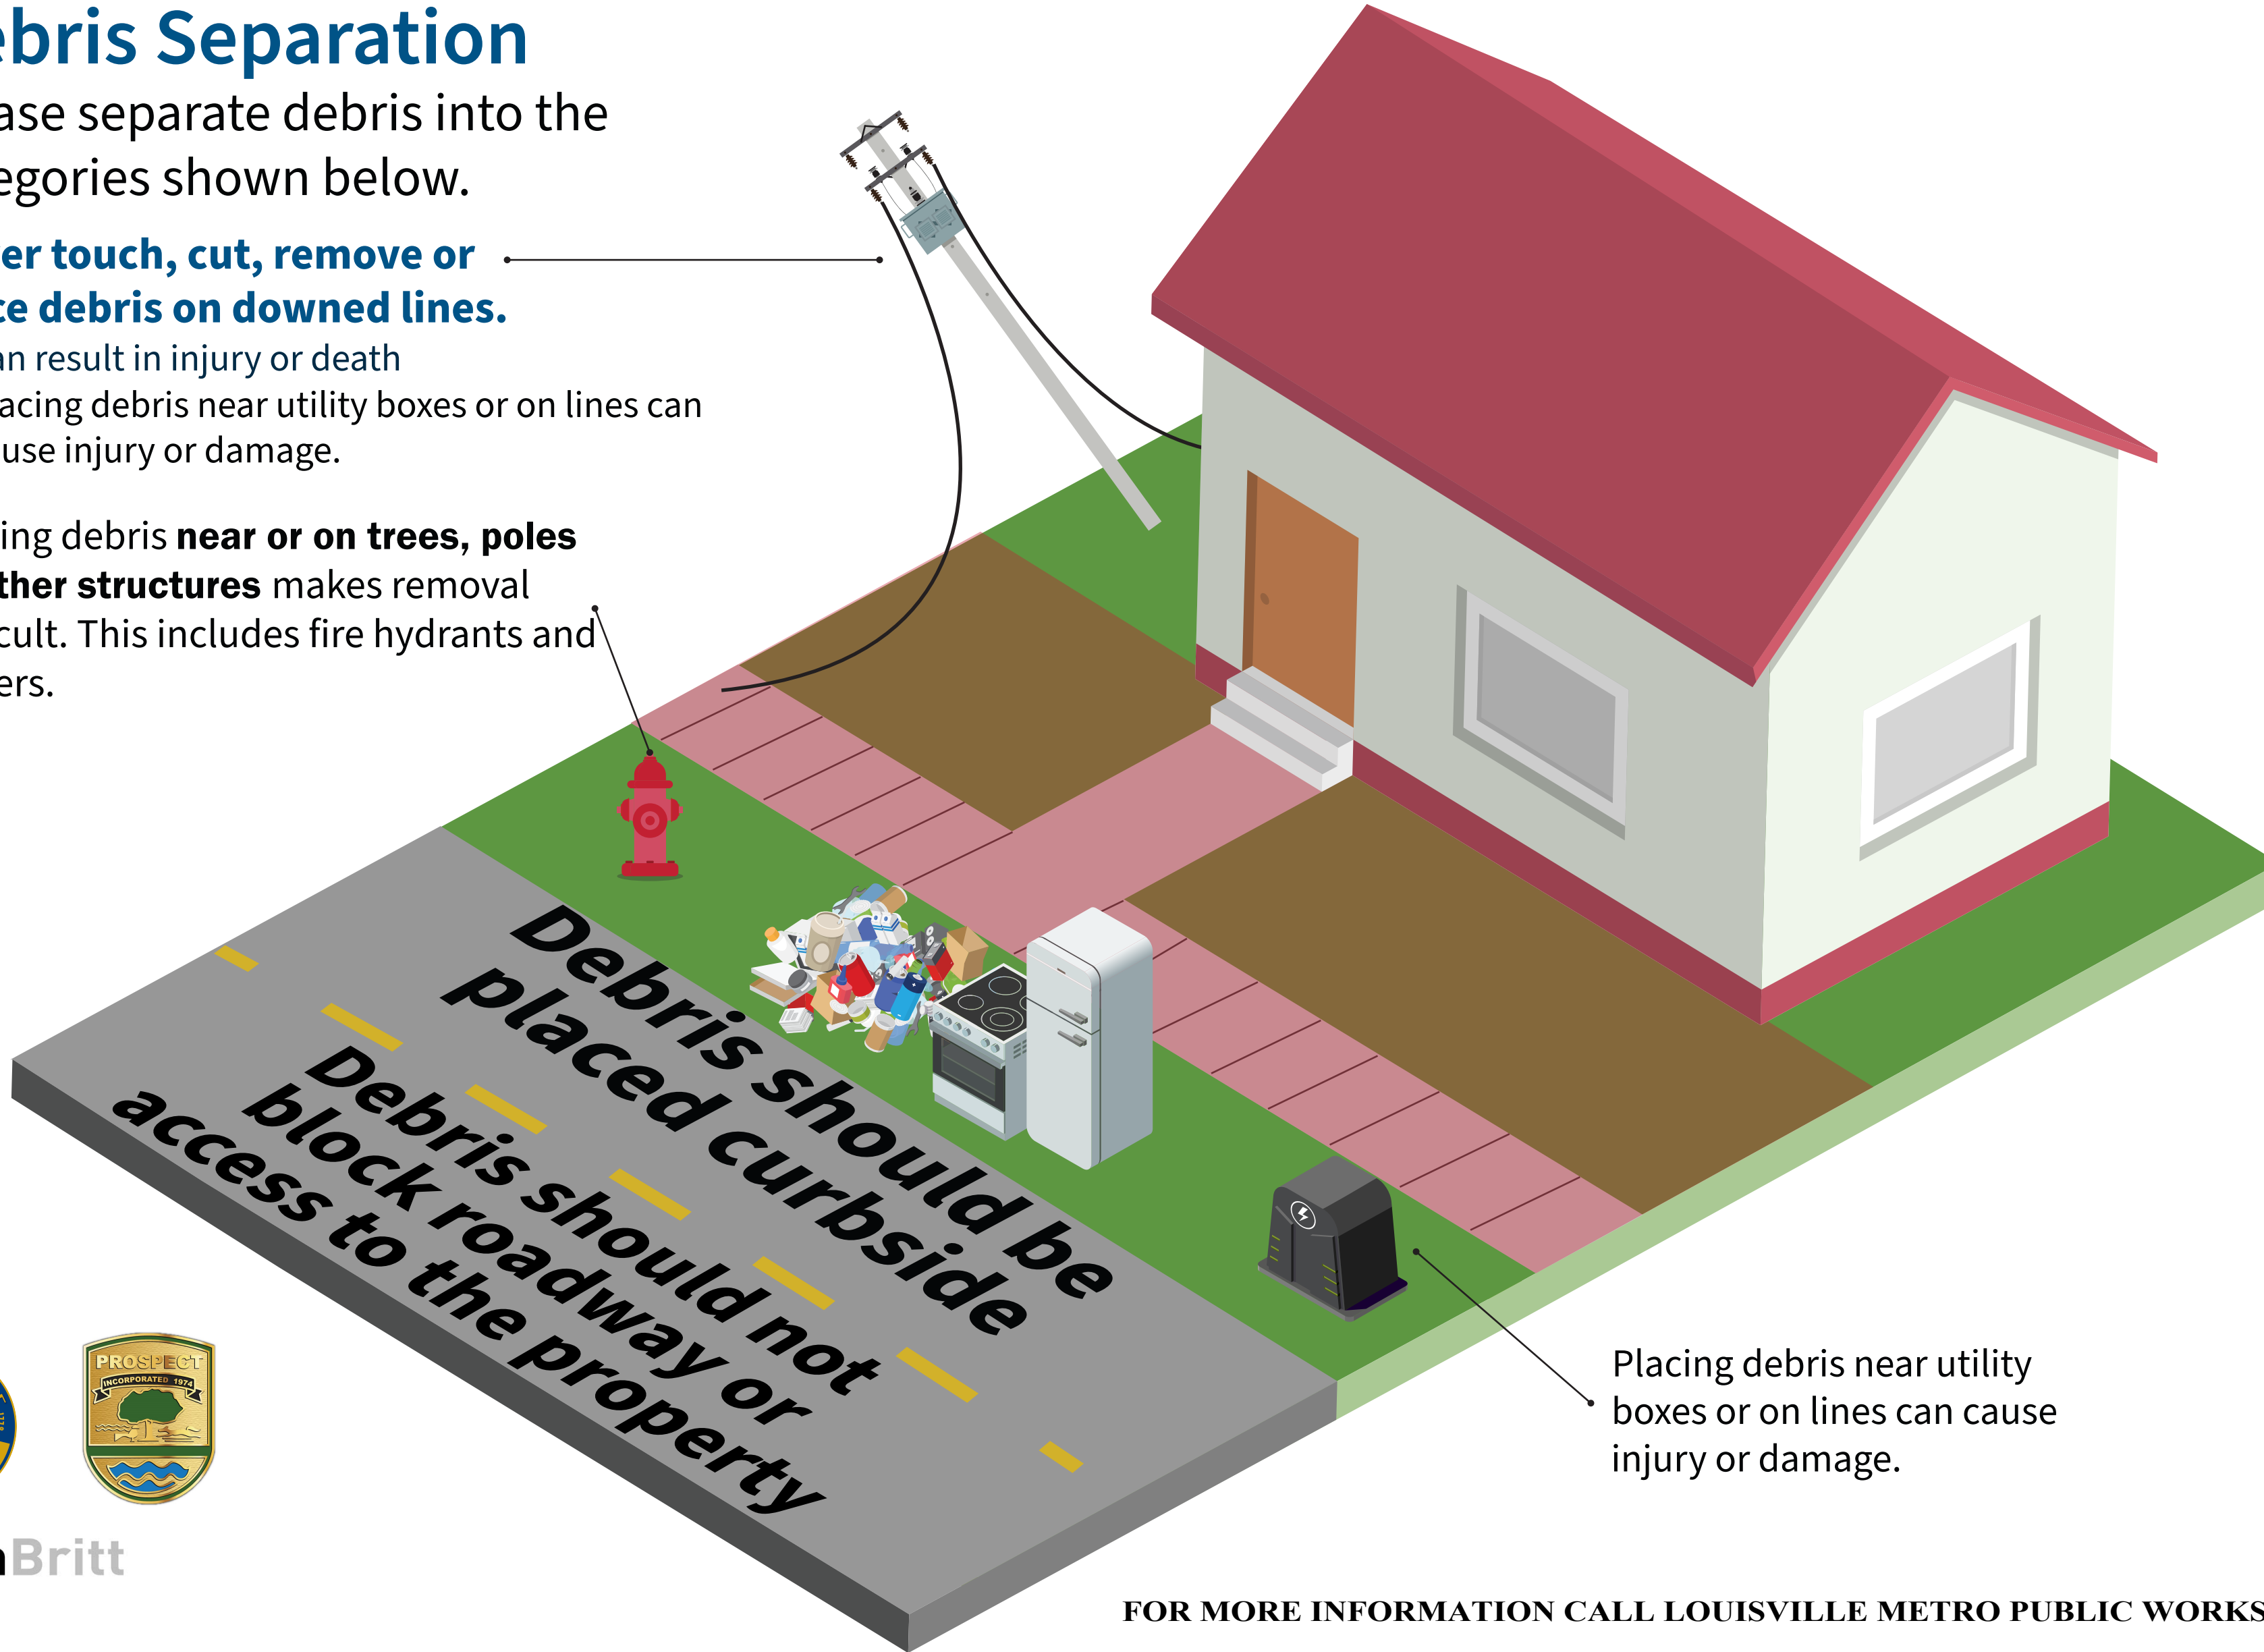 ebris Separation
ase separate debris into the
egories shown below.
er touch, cut, remove or
ce debris on downed lines.
an result in injury or death
acing debris near utility boxes or on lines can
use injury or damage.
ing debris near or on trees, poles
ther structures makes removal
cult. This includes fire hydrants and
ers.
Debris should be
placed curbside
Debris should not
block roadway or
access to the property
Placing debris near utility
boxes or on lines can cause
injury or damage.
PROSPECT
INCORPORATED 1974
nBritt
FOR MORE INFORMATION CALL LOUISVILLE METRO PUBLIC WORKS